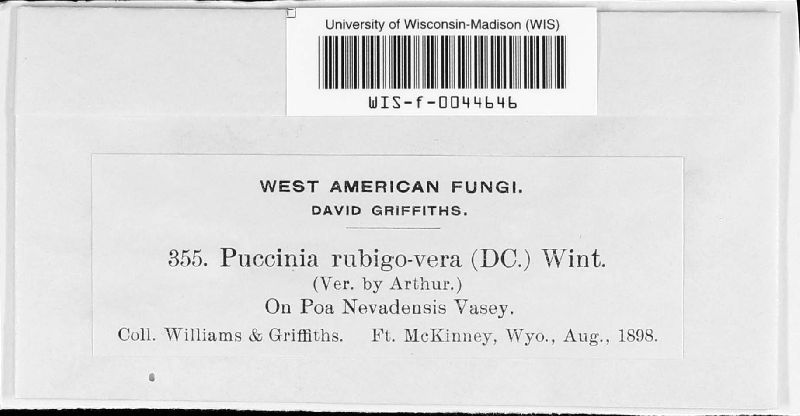 University of Wisconsin-Madison (WIS)
WIS-f-0044646
WEST AMERICAN FUNGI.
DAVID GRIFFITHS.
355. Puccinia rubigo-vera (DC.) Wint.
(Ver. by Arthur.)
On Poa Nevadensis Vasey.
Coll. Williams & Griffiths. Ft. McKinney, Wyo., Aug., 1898.